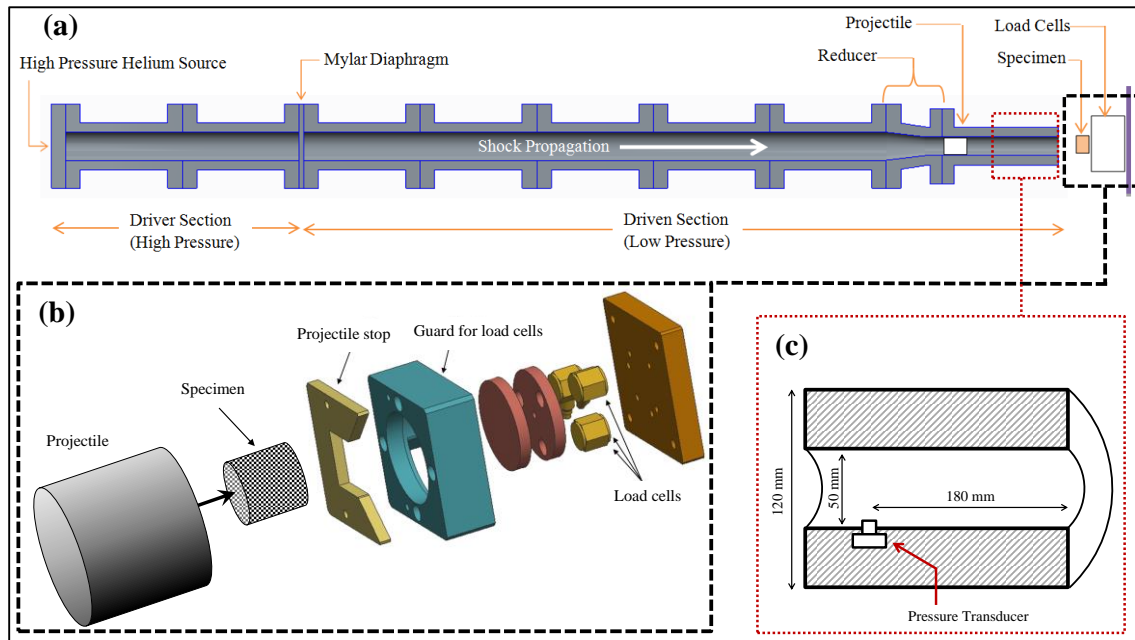 (a)
High Pressure Helium Source
Mylar Diaphragm
Reducer
Projectile
Load Cells
Specimen
Shock Propagation
Driver Section
(High Pressure)
Driven Section
(Low Pressure)
(b)
Projectile
Specimen
Projectile stop
Guard for load cells
Load cells
(c)
120 mm
50 mm
180 mm
Pressure Transducer